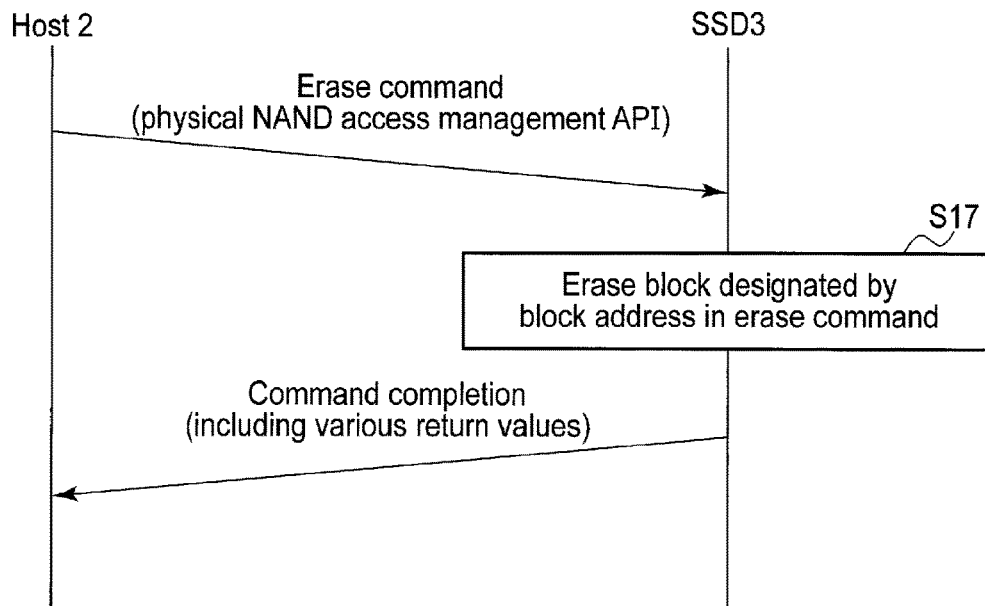 Host 2
SSD3
Erase command
(physical NAND access management API)
S17
Erase block designated by
block address in erase command
Command completion
(including various return values)